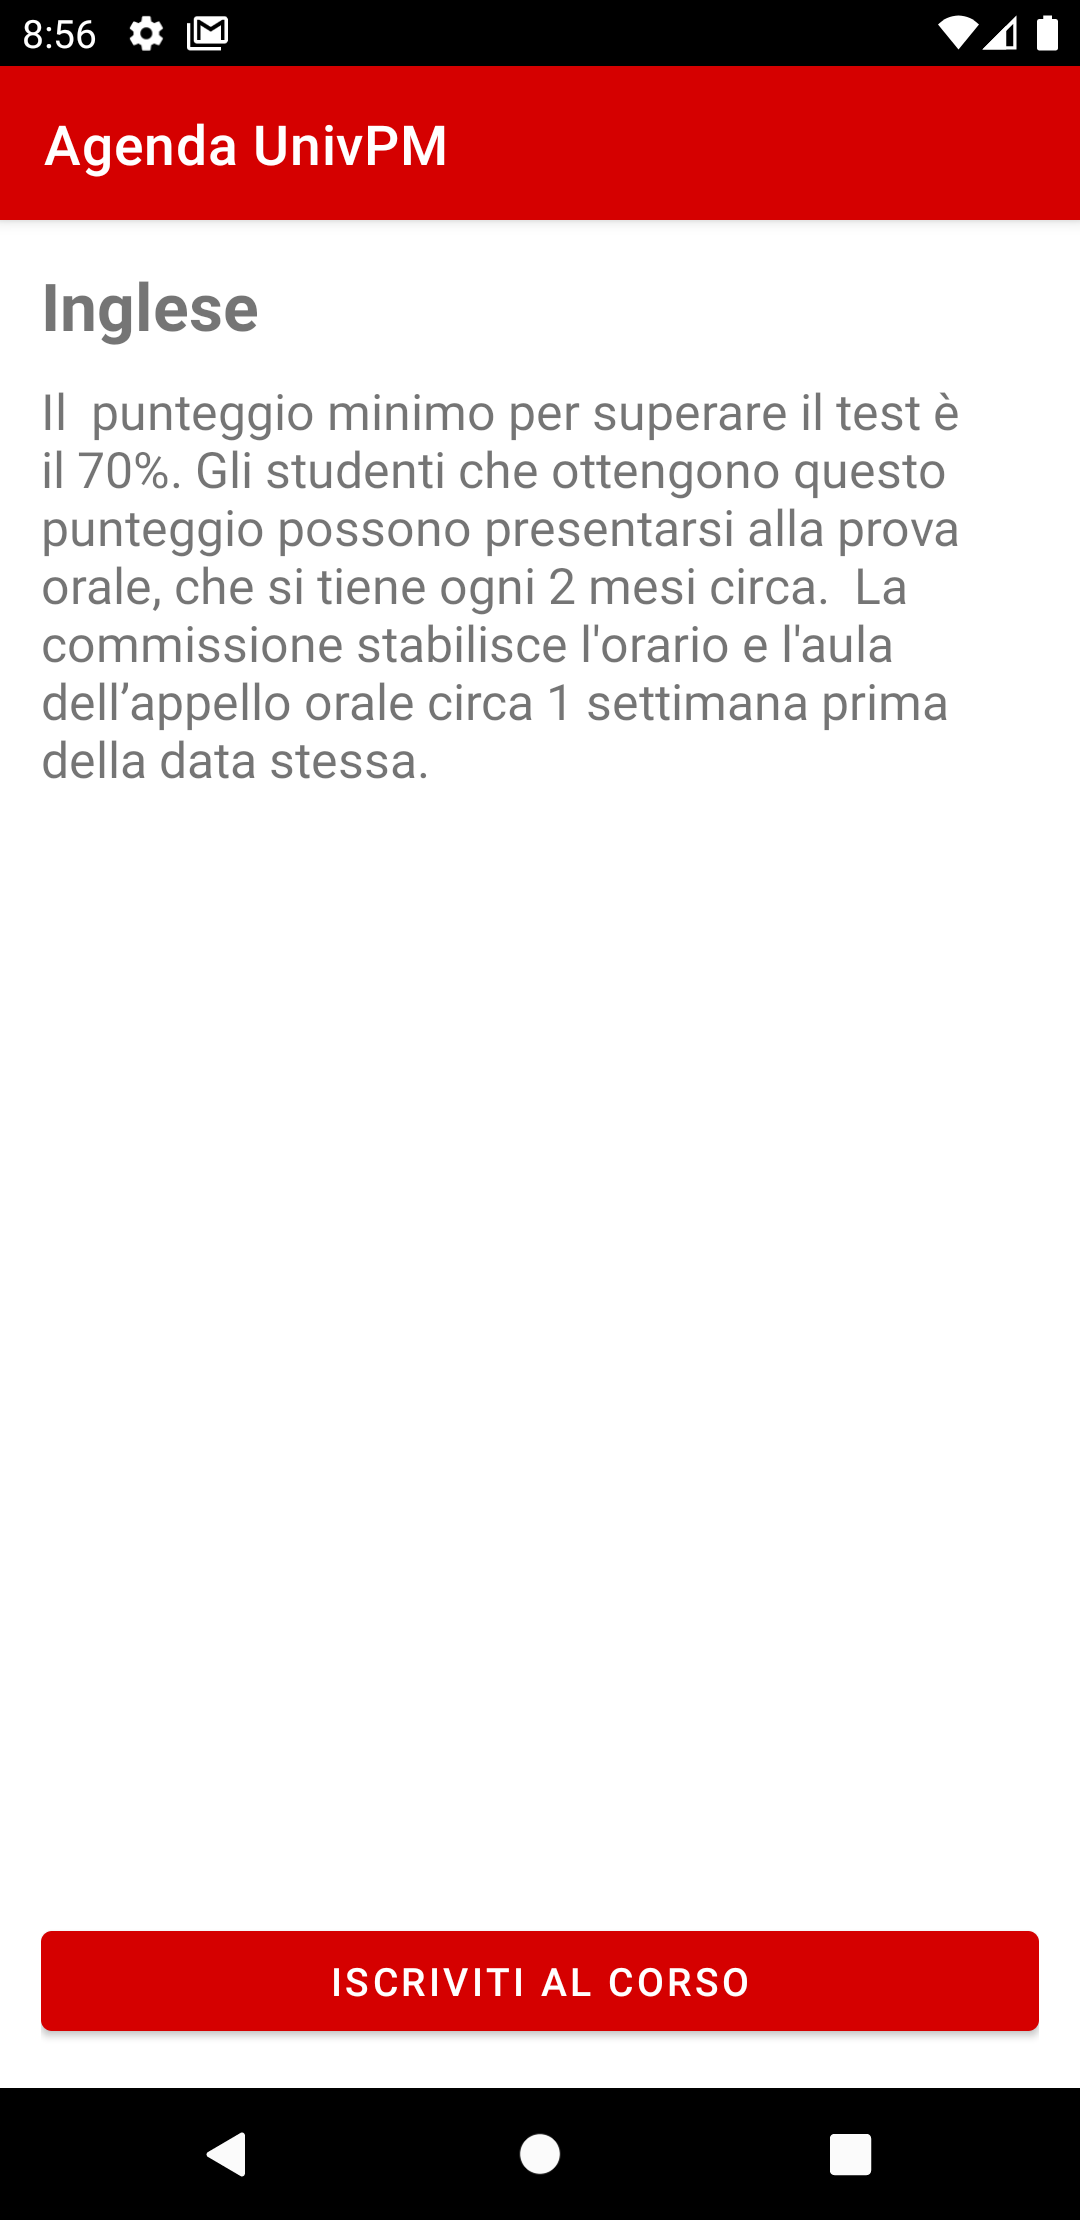 8:56
Agenda UnivPM
Inglese
Il  punteggio minimo per superare il test è
il 70%. Gli studenti che ottengono questo
punteggio possono presentarsi alla prova
orale, che si tiene ogni 2 mesi circa.  La
commissione stabilisce l'orario e l'aula
dell’appello orale circa 1 settimana prima
della data stessa.
ISCRIVITI AL CORSO